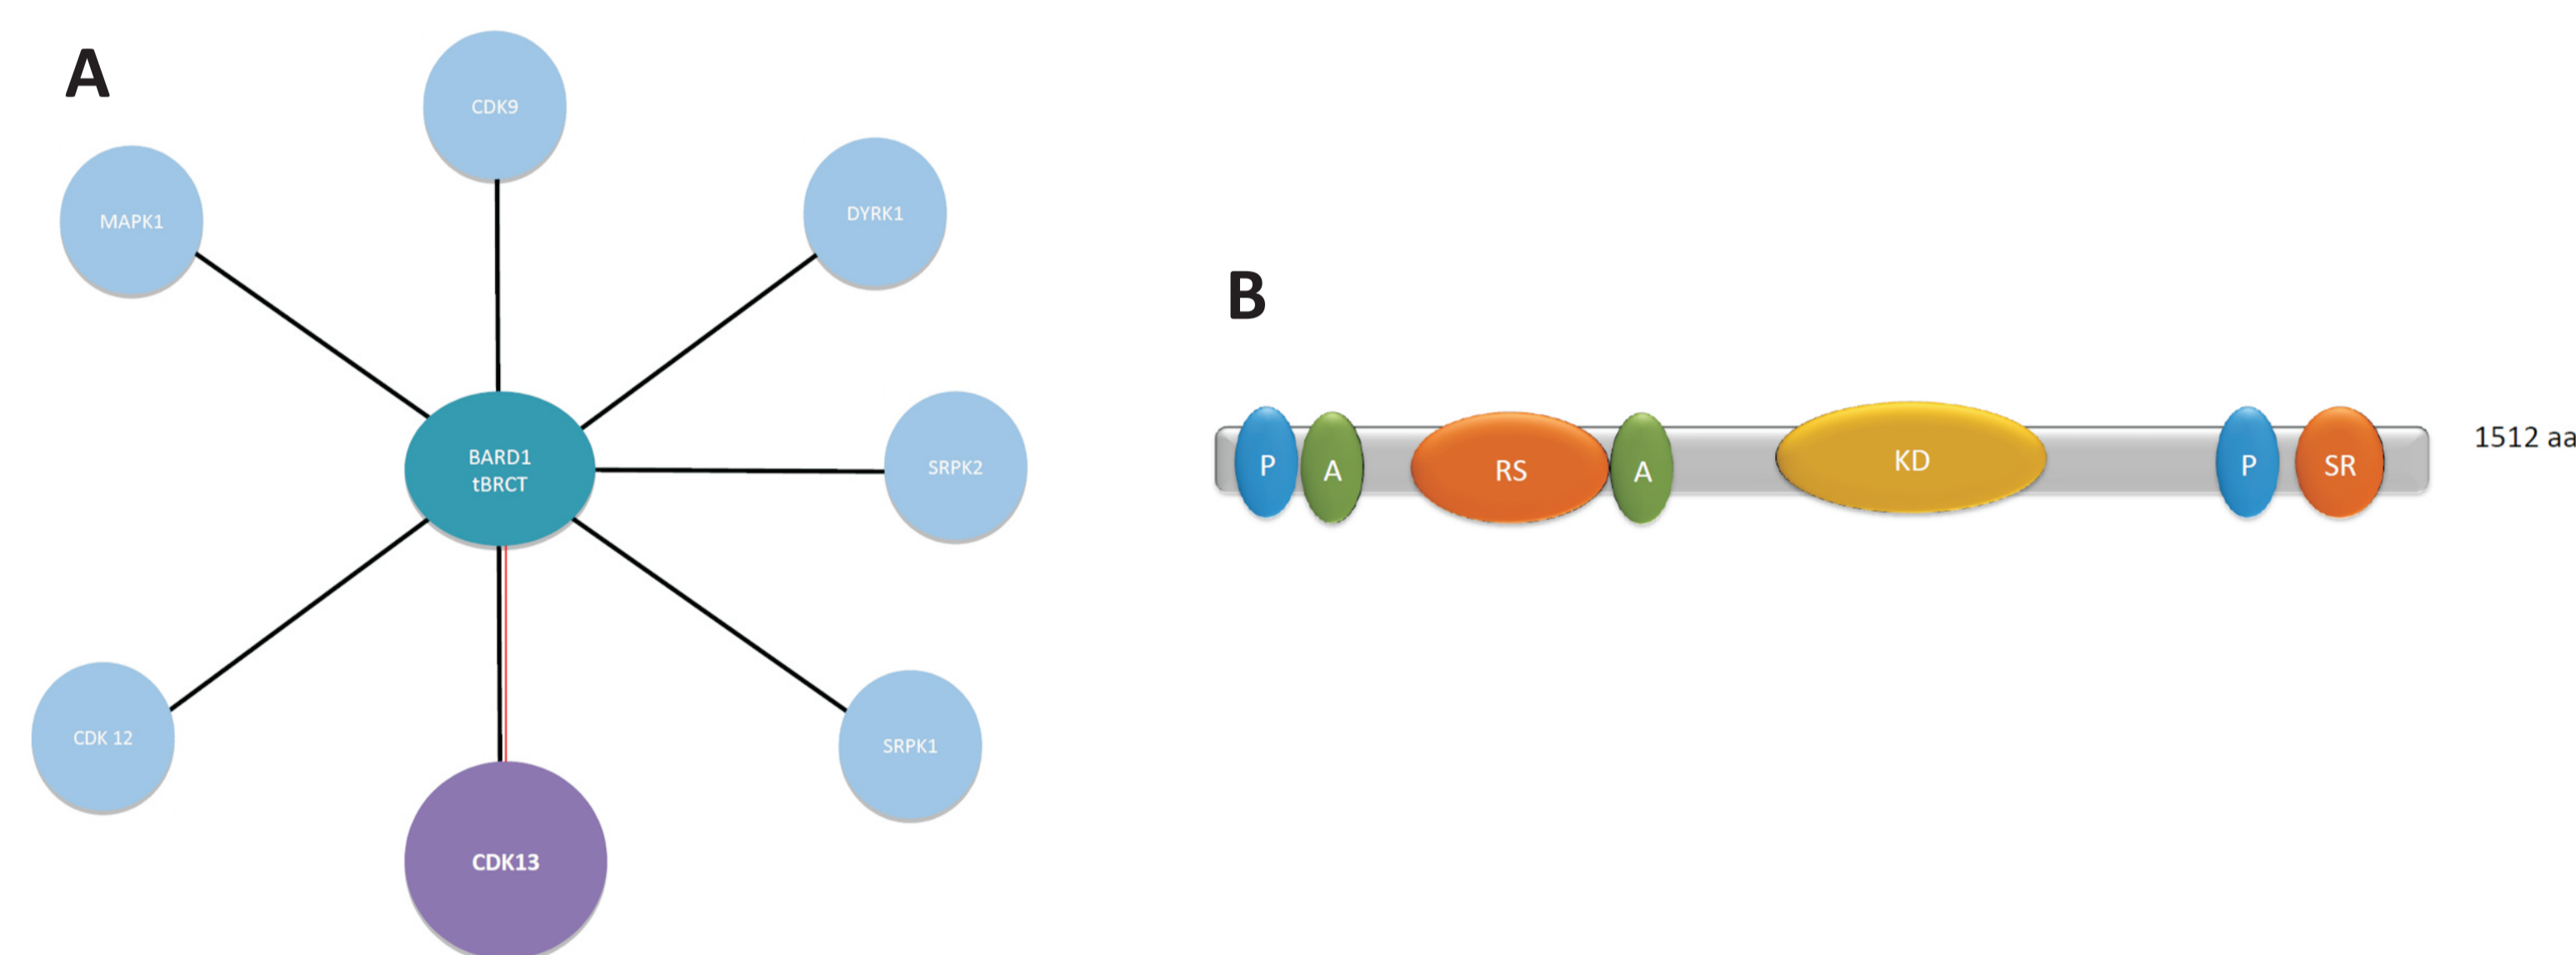 A
CDK9
MAPK1
DYRK1
BARD1
tBRCT
SRPK2
CDK 12
SRPK1
CDK13
B
P
A
RS
A
KD
P
SR
1512 aa